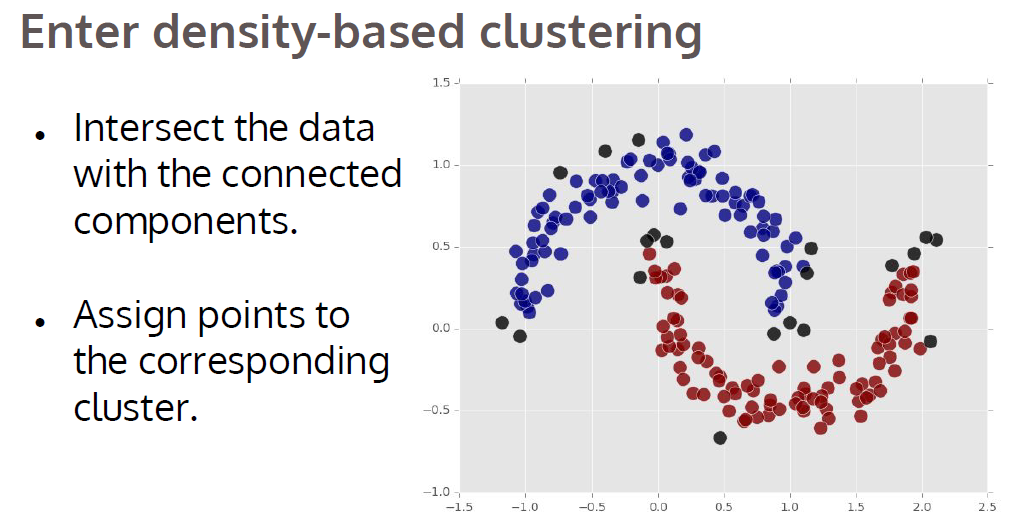 Enter density-based clustering
• Intersect the data
with the connected
components.
• Assign points to
the corresponding
cluster.
1.5
1.0
0.5
0.0
−0.5
−1.0
−1.5 −1.0 −0.5 0.0 0.5 1.0 1.5 2.0 2.5